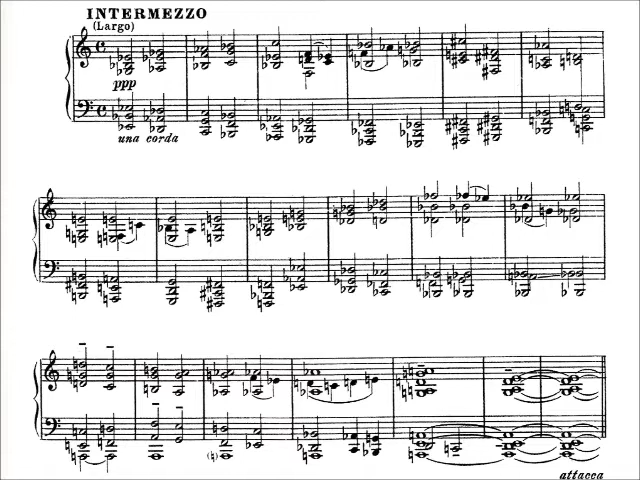 INTERMEZZO
(Largo)
ppp
una corda
attacca